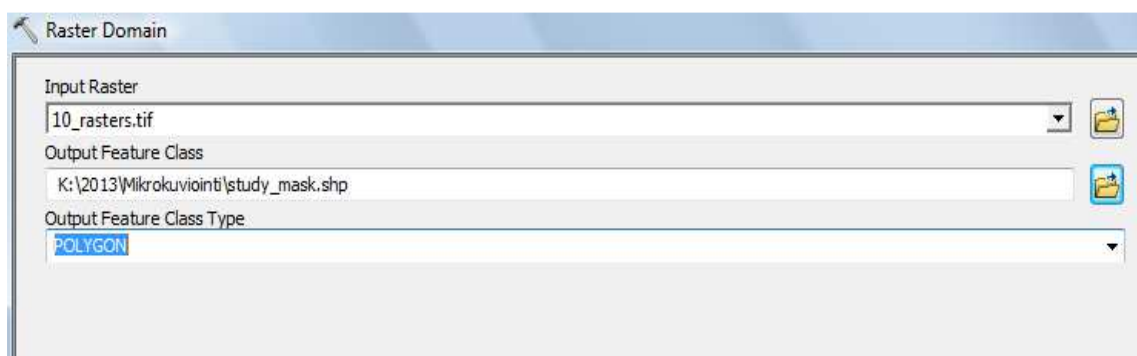 Raster Domain
Input Raster
10_rasters.tif
Output Feature Class
K:\2013\Mikrokuviointi\study_mask.shp
Output Feature Class Type
POLYGON